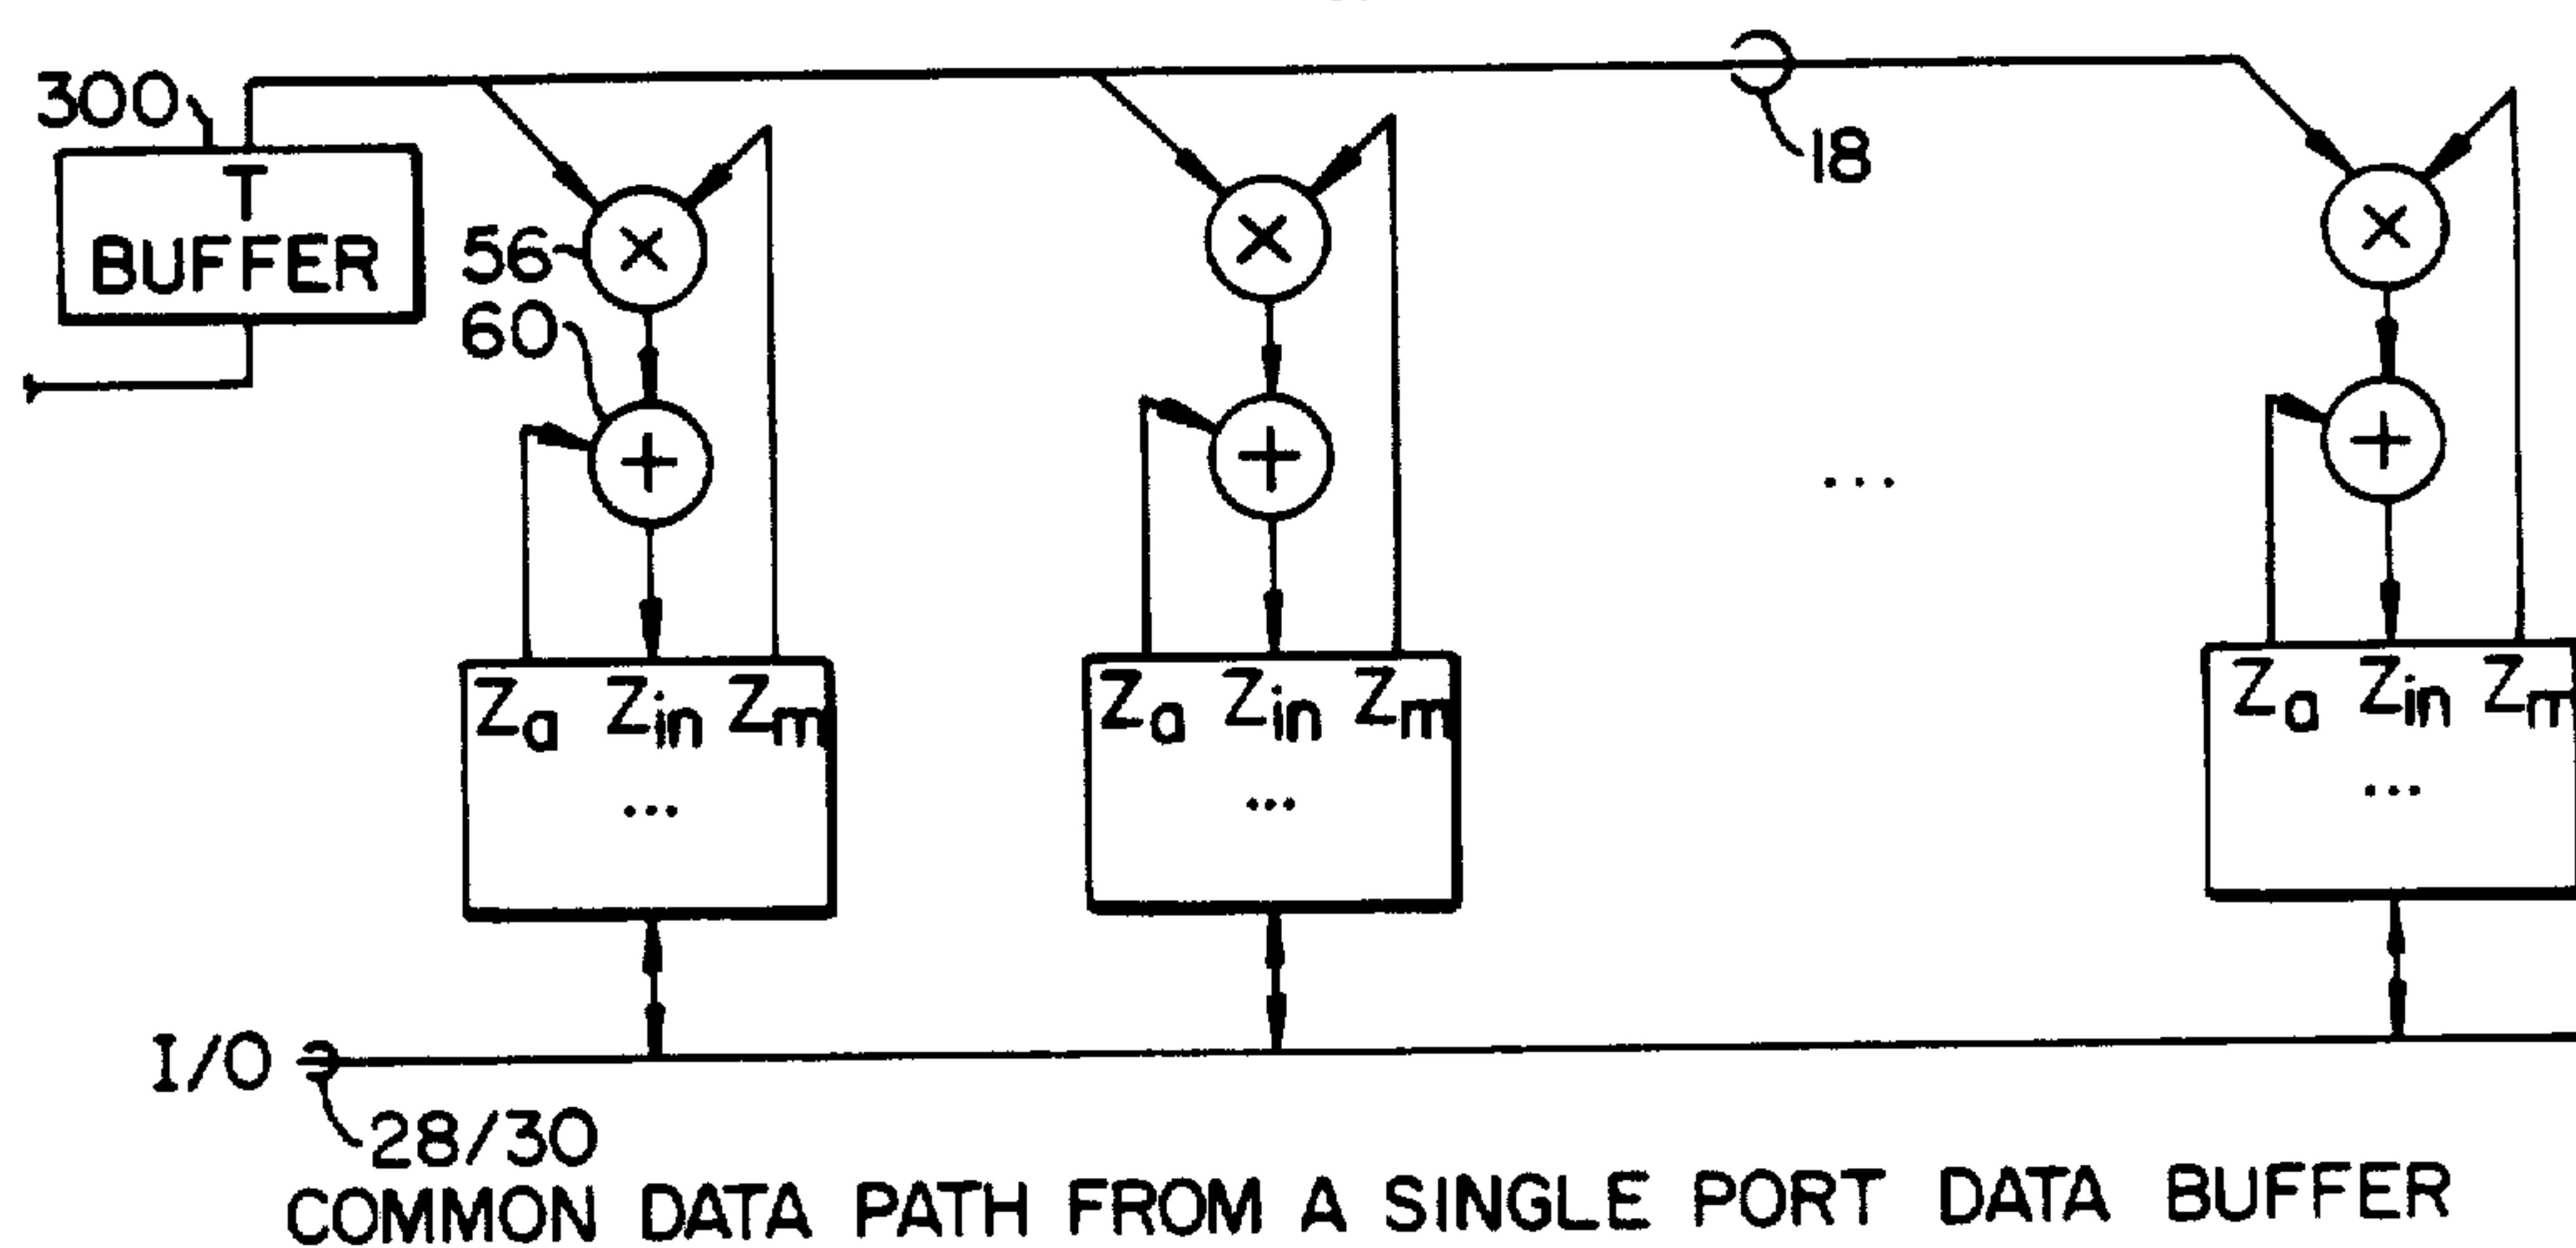 300
T
BUFFER
56
60
18
Za Zin Zm
...
Za Zin Zm
...
...
Za Zin Zm
...
I/O
28/30
COMMON DATA PATH FROM A SINGLE PORT DATA BUFFER